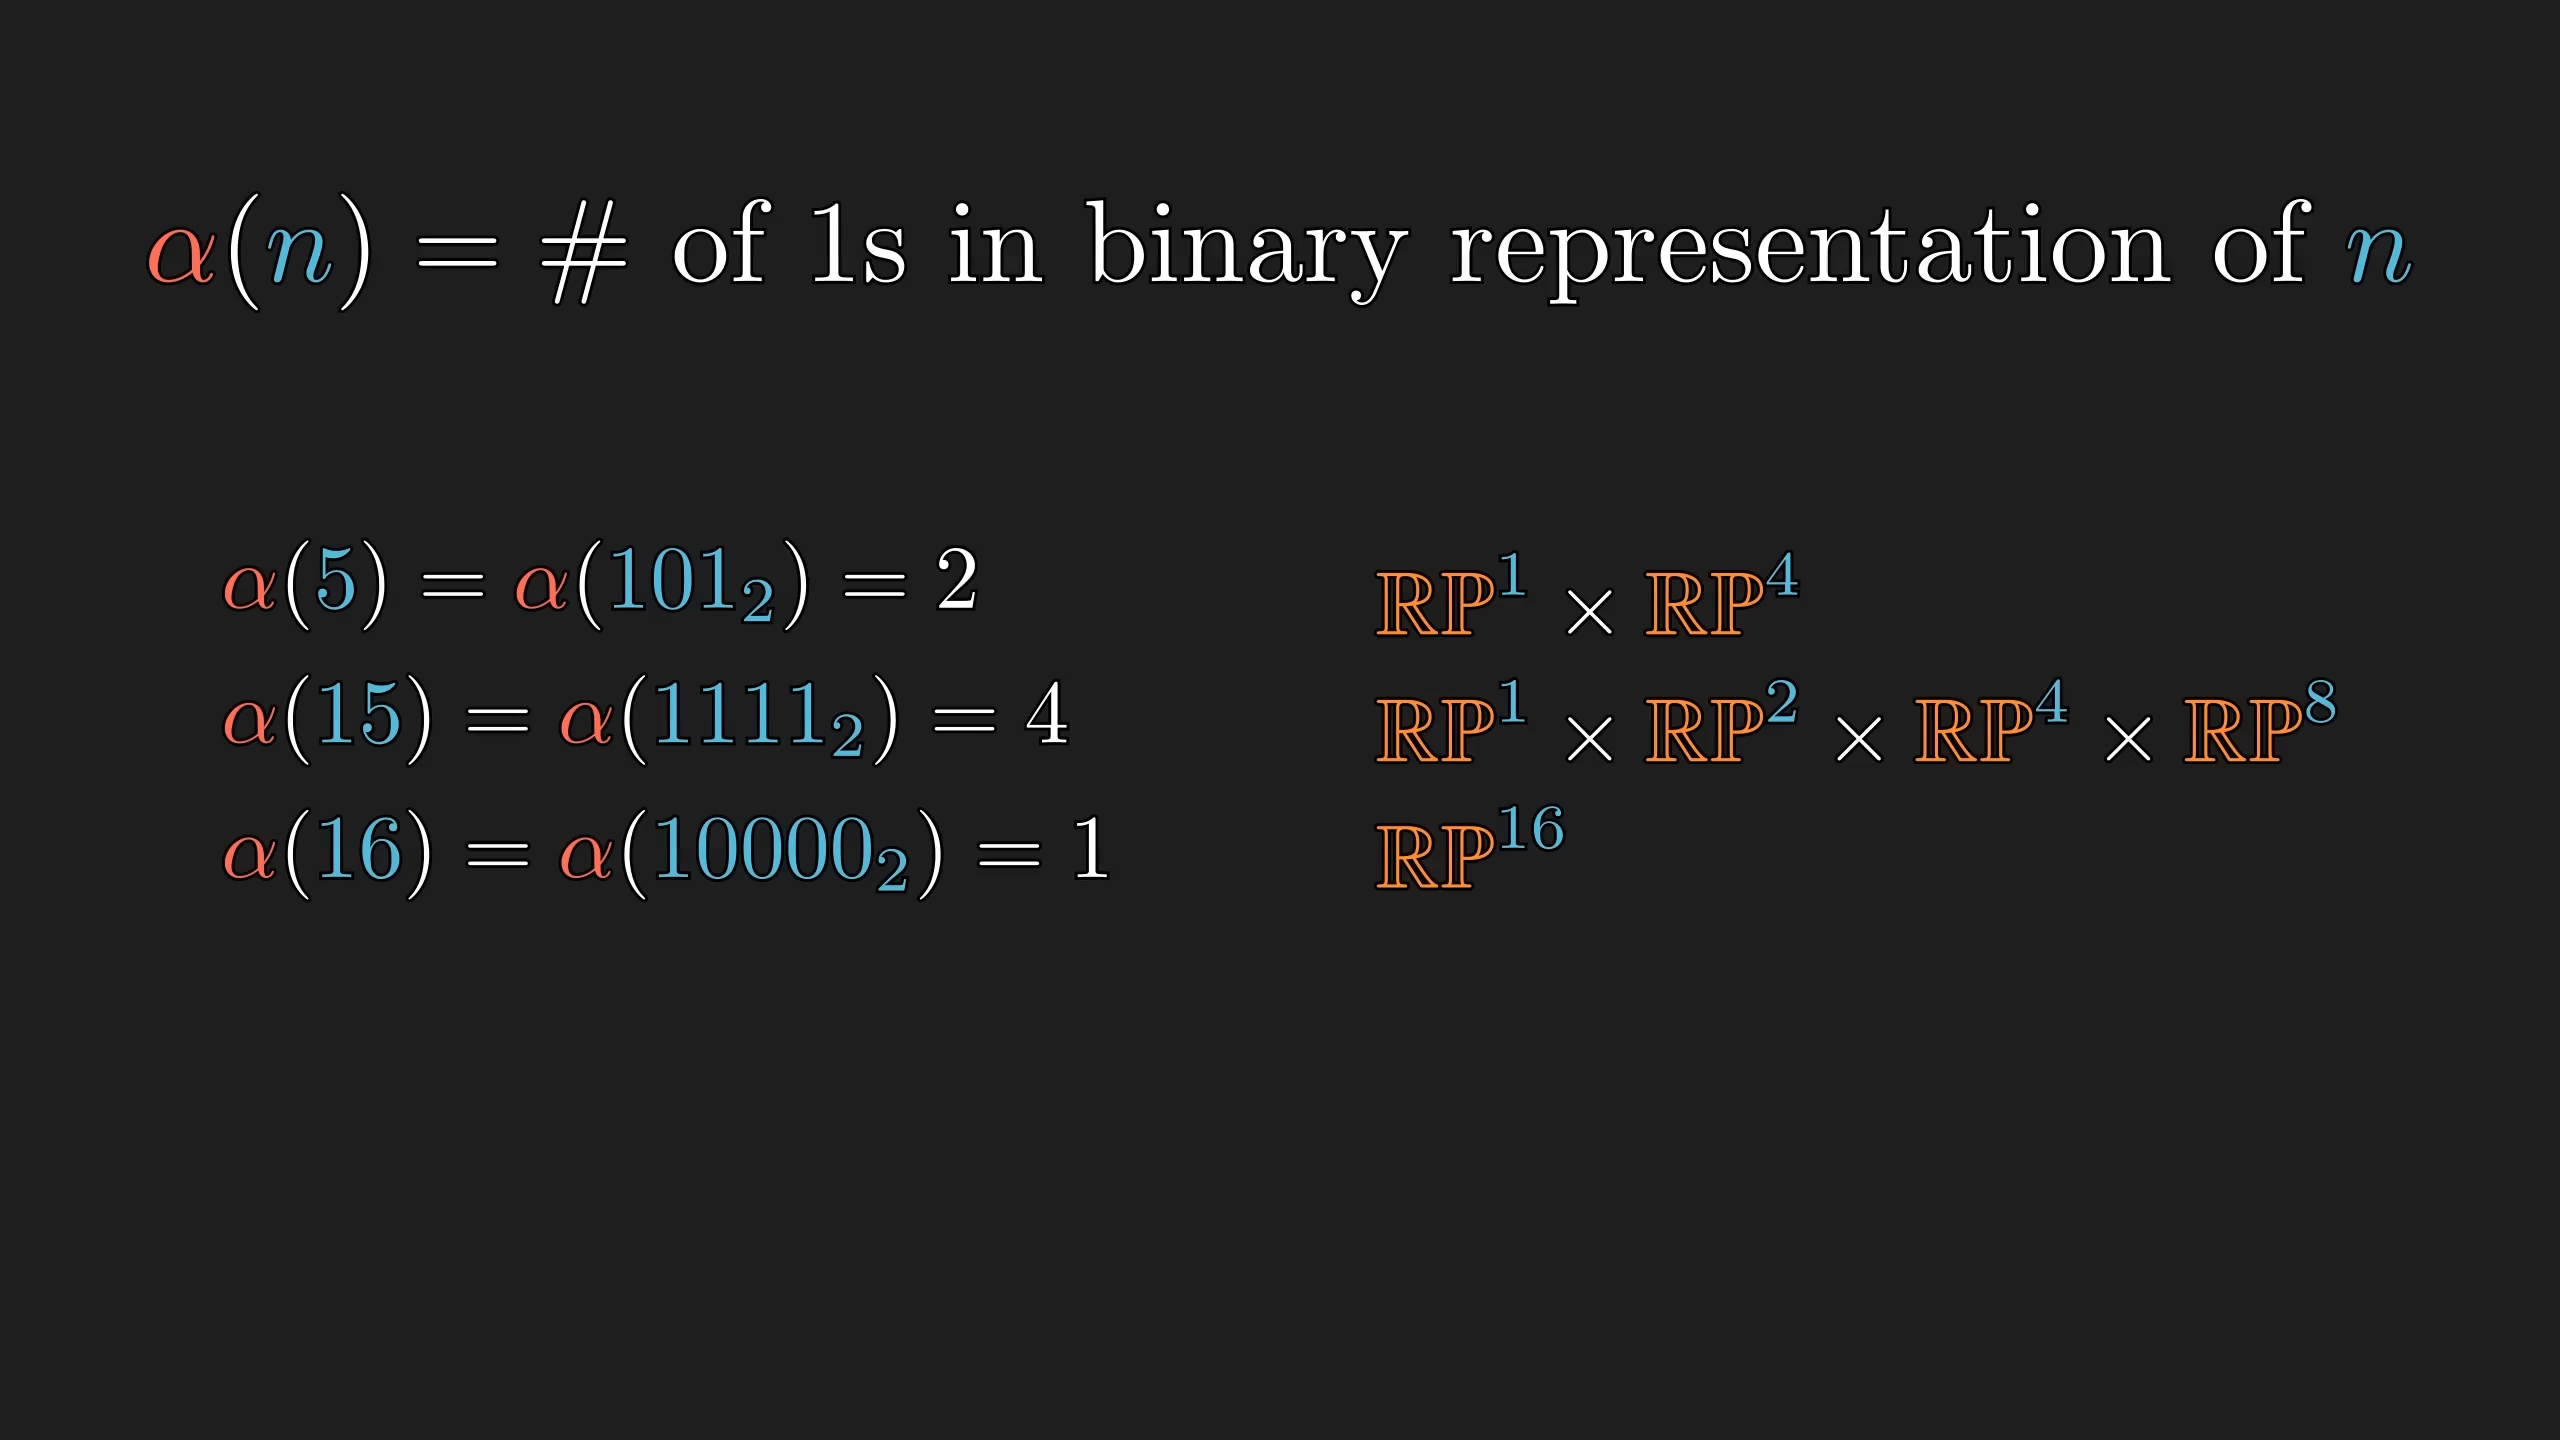 α(n) = # of 1s in binary representation of n
α(5) = α(101₂) = 2
ℝℙ¹ × ℝℙ⁴
α(15) = α(1111₂) = 4
ℝℙ¹ × ℝℙ² × ℝℙ⁴ × ℝℙ⁸
α(16) = α(10000₂) = 1
ℝℙ¹⁶